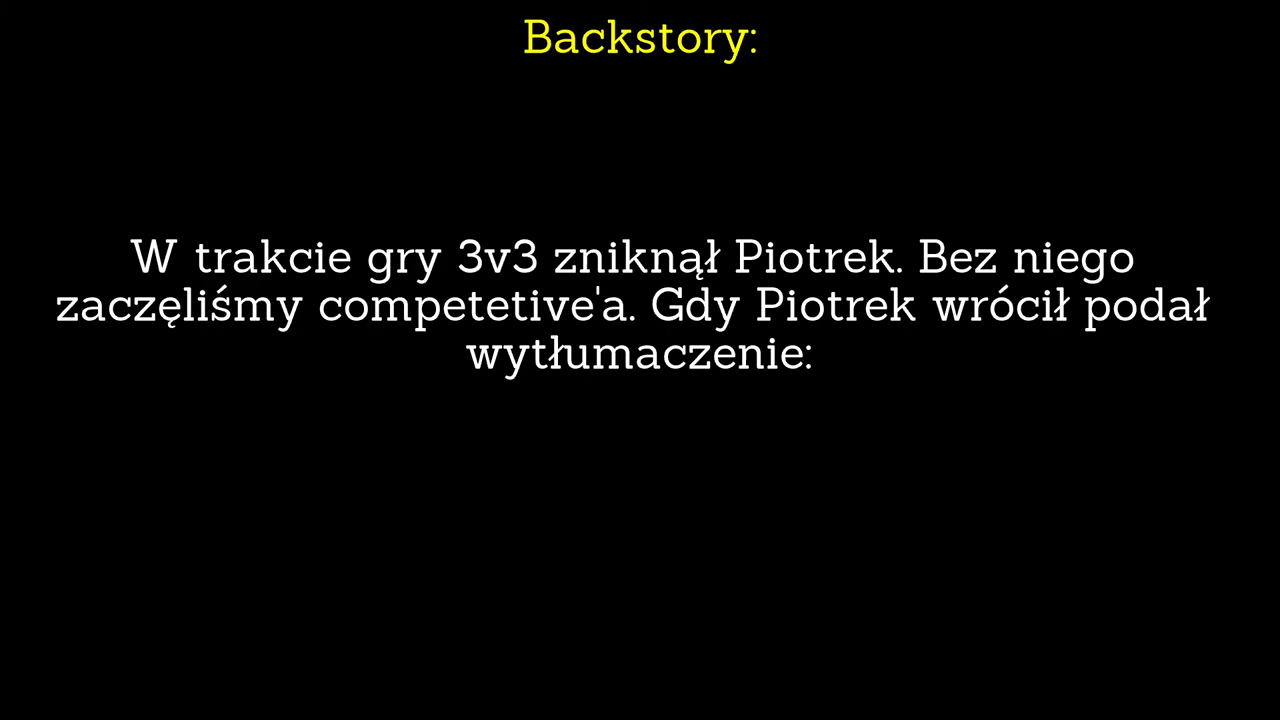 Backstory:
W trakcie gry 3v3 zniknął Piotrek. Bez niego
zaczęliśmy competetive'a. Gdy Piotrek wrócił podał
wytłumaczenie: